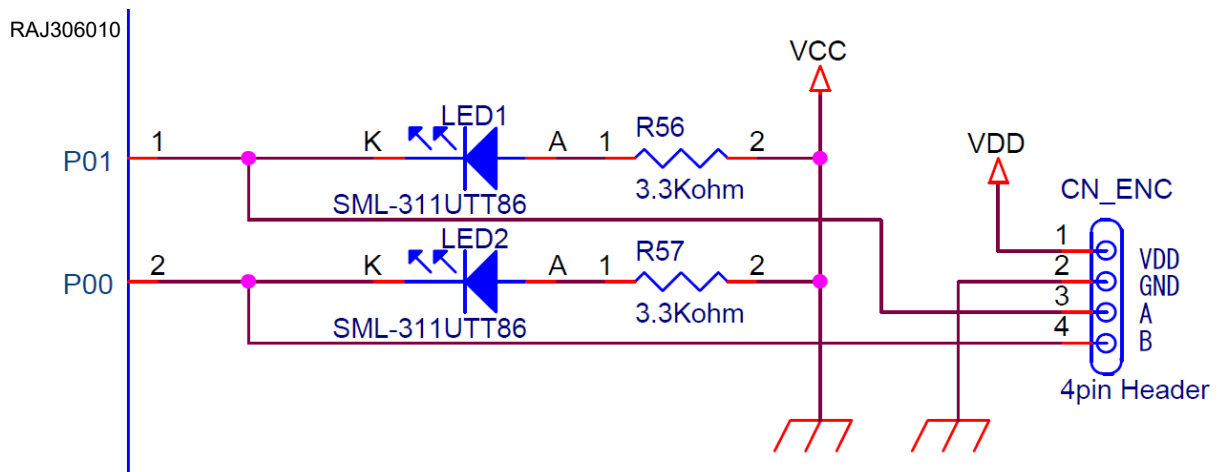 RAJ306010
VCC
LED1
1 K A 1 R56 2
P01
3.3Kohm
SML-311UTT86
VDD
CN_ENC
LED2
2 K A 1 R57 2
P00
3.3Kohm
SML-311UTT86
1 VDD
2 GND
3 A
4 B
4pin Header